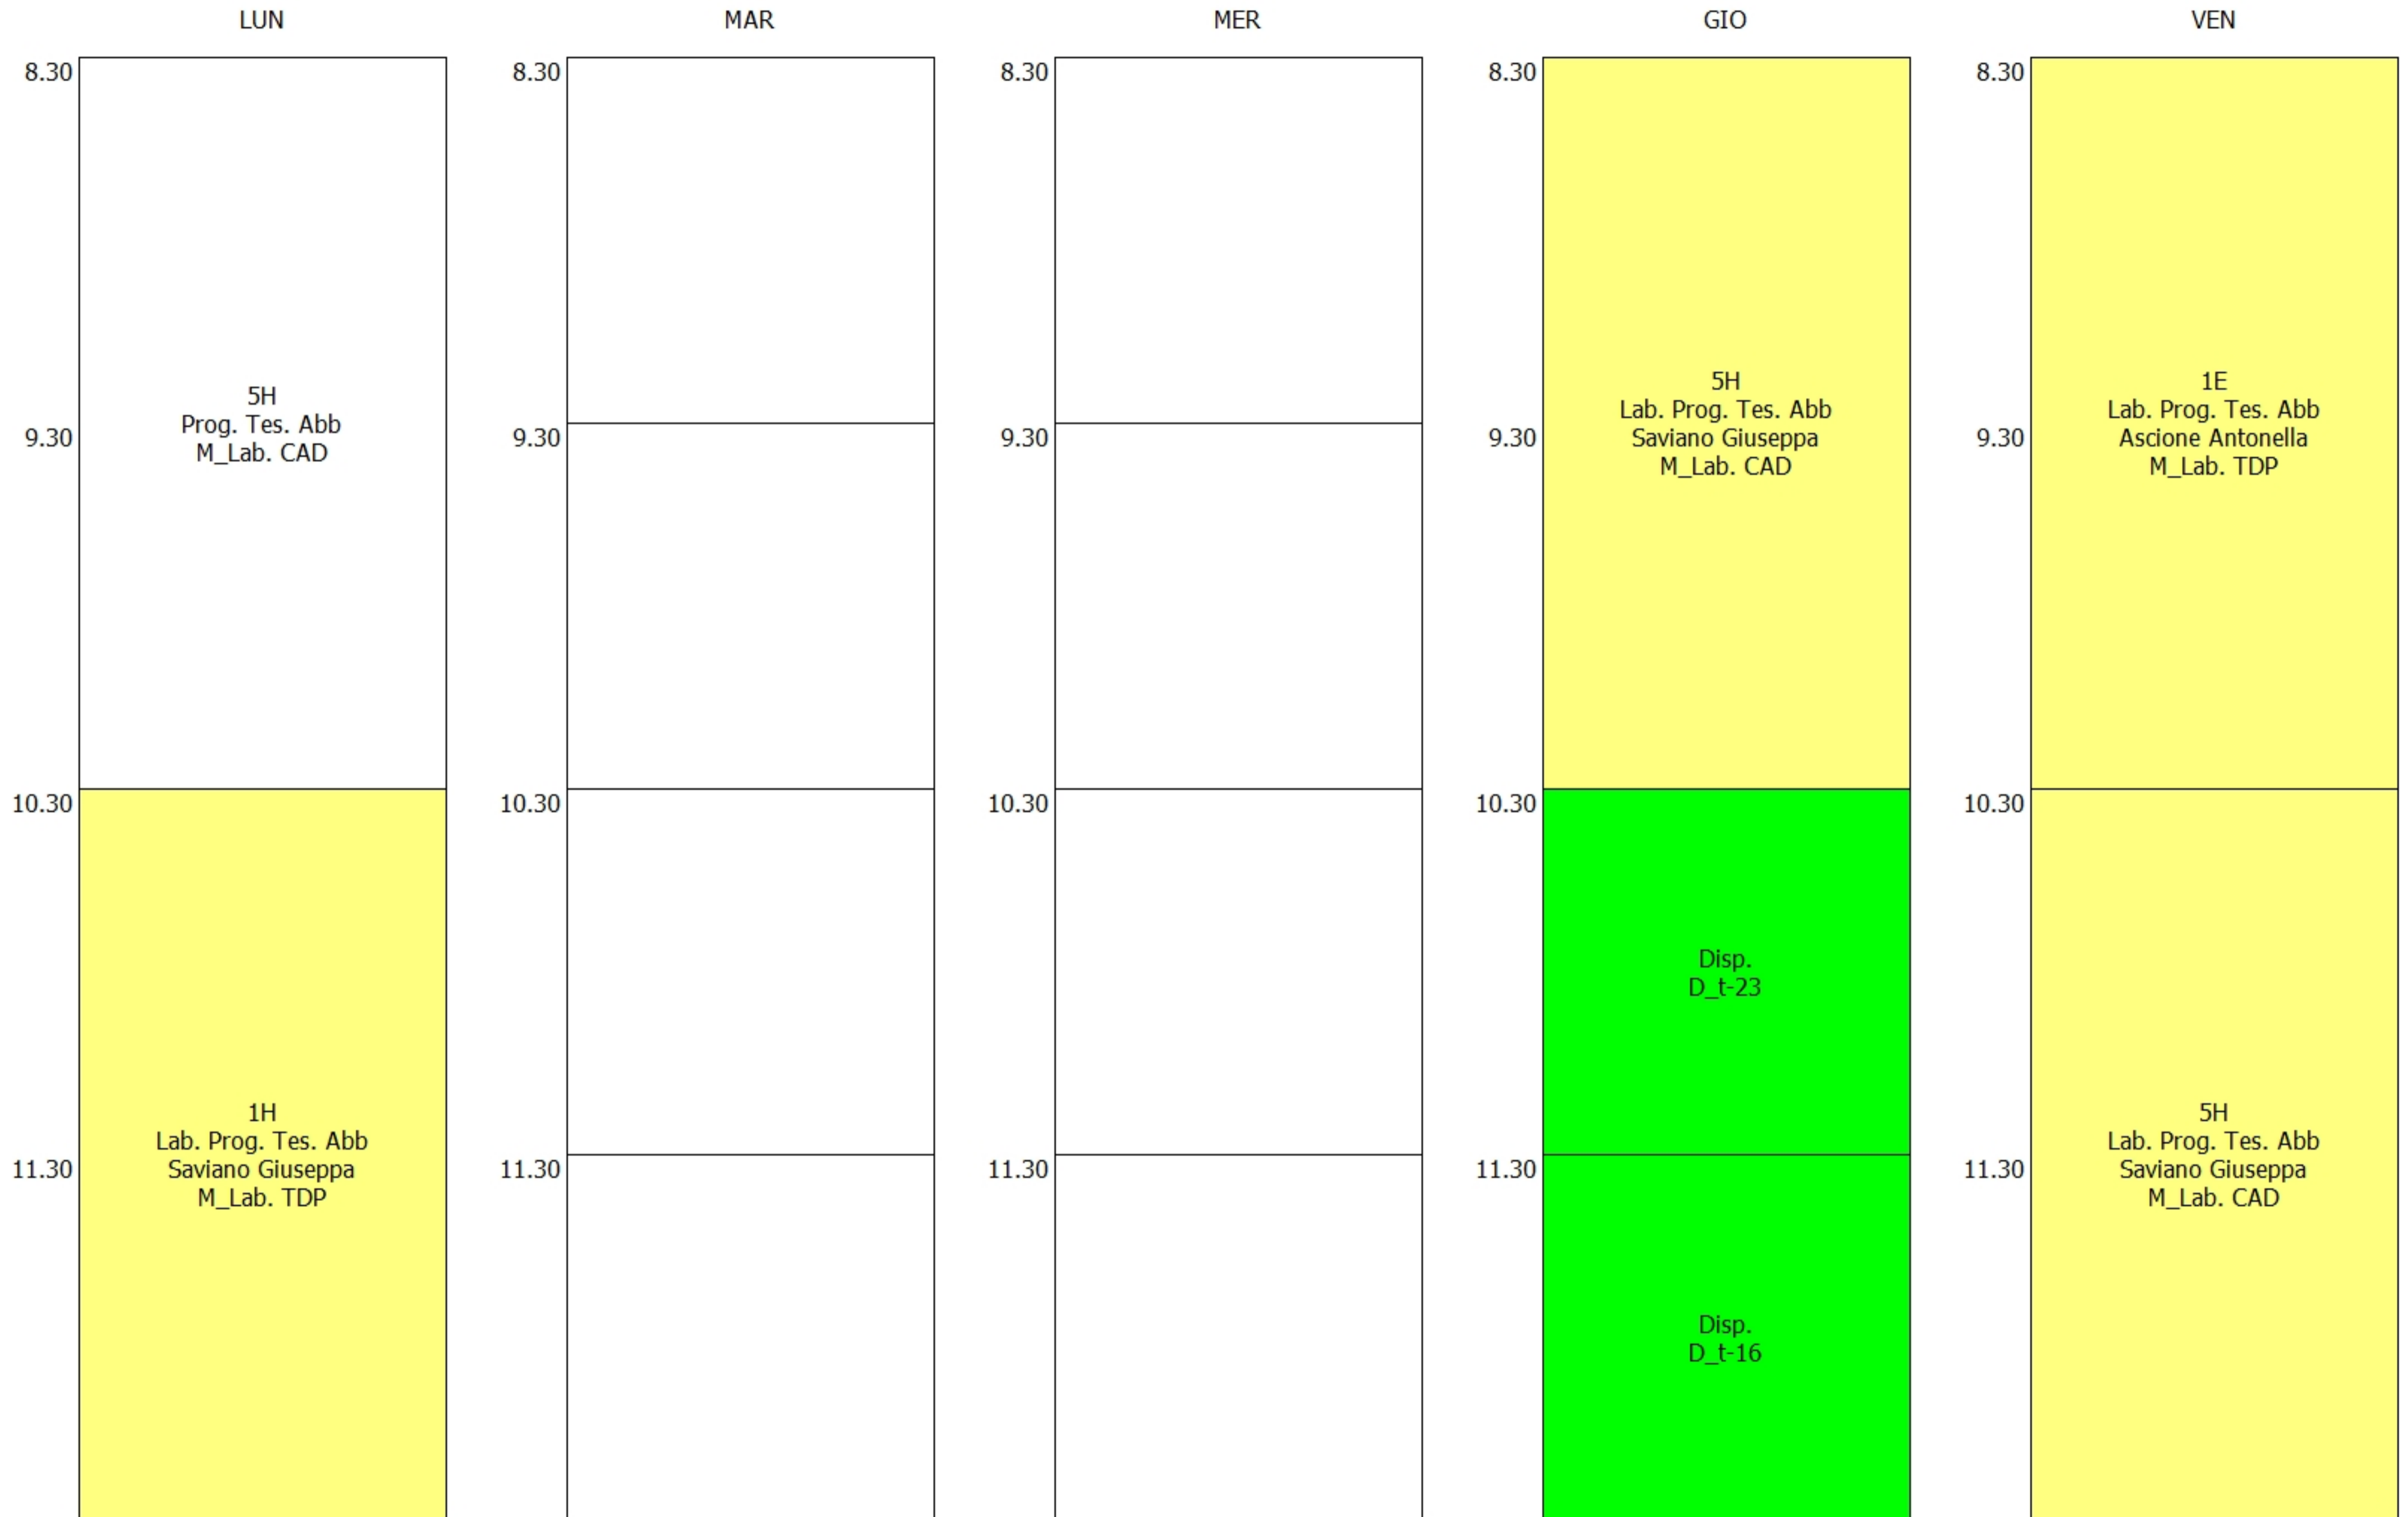 LUN
8.30
5H
Prog. Tes. Abb
M_Lab. CAD
9.30
10.30
1H
Lab. Prog. Tes. Abb
Saviano Giuseppa
M_Lab. TDP
11.30
MAR
8.30
9.30
10.30
11.30
MER
8.30
9.30
10.30
11.30
GIO
8.30
5H
Lab. Prog. Tes. Abb
Saviano Giuseppa
M_Lab. CAD
9.30
10.30
Disp.
D_t-23
11.30
Disp.
D_t-16
VEN
8.30
1E
Lab. Prog. Tes. Abb
Ascione Antonella
M_Lab. TDP
9.30
10.30
5H
Lab. Prog. Tes. Abb
Saviano Giuseppa
M_Lab. CAD
11.30